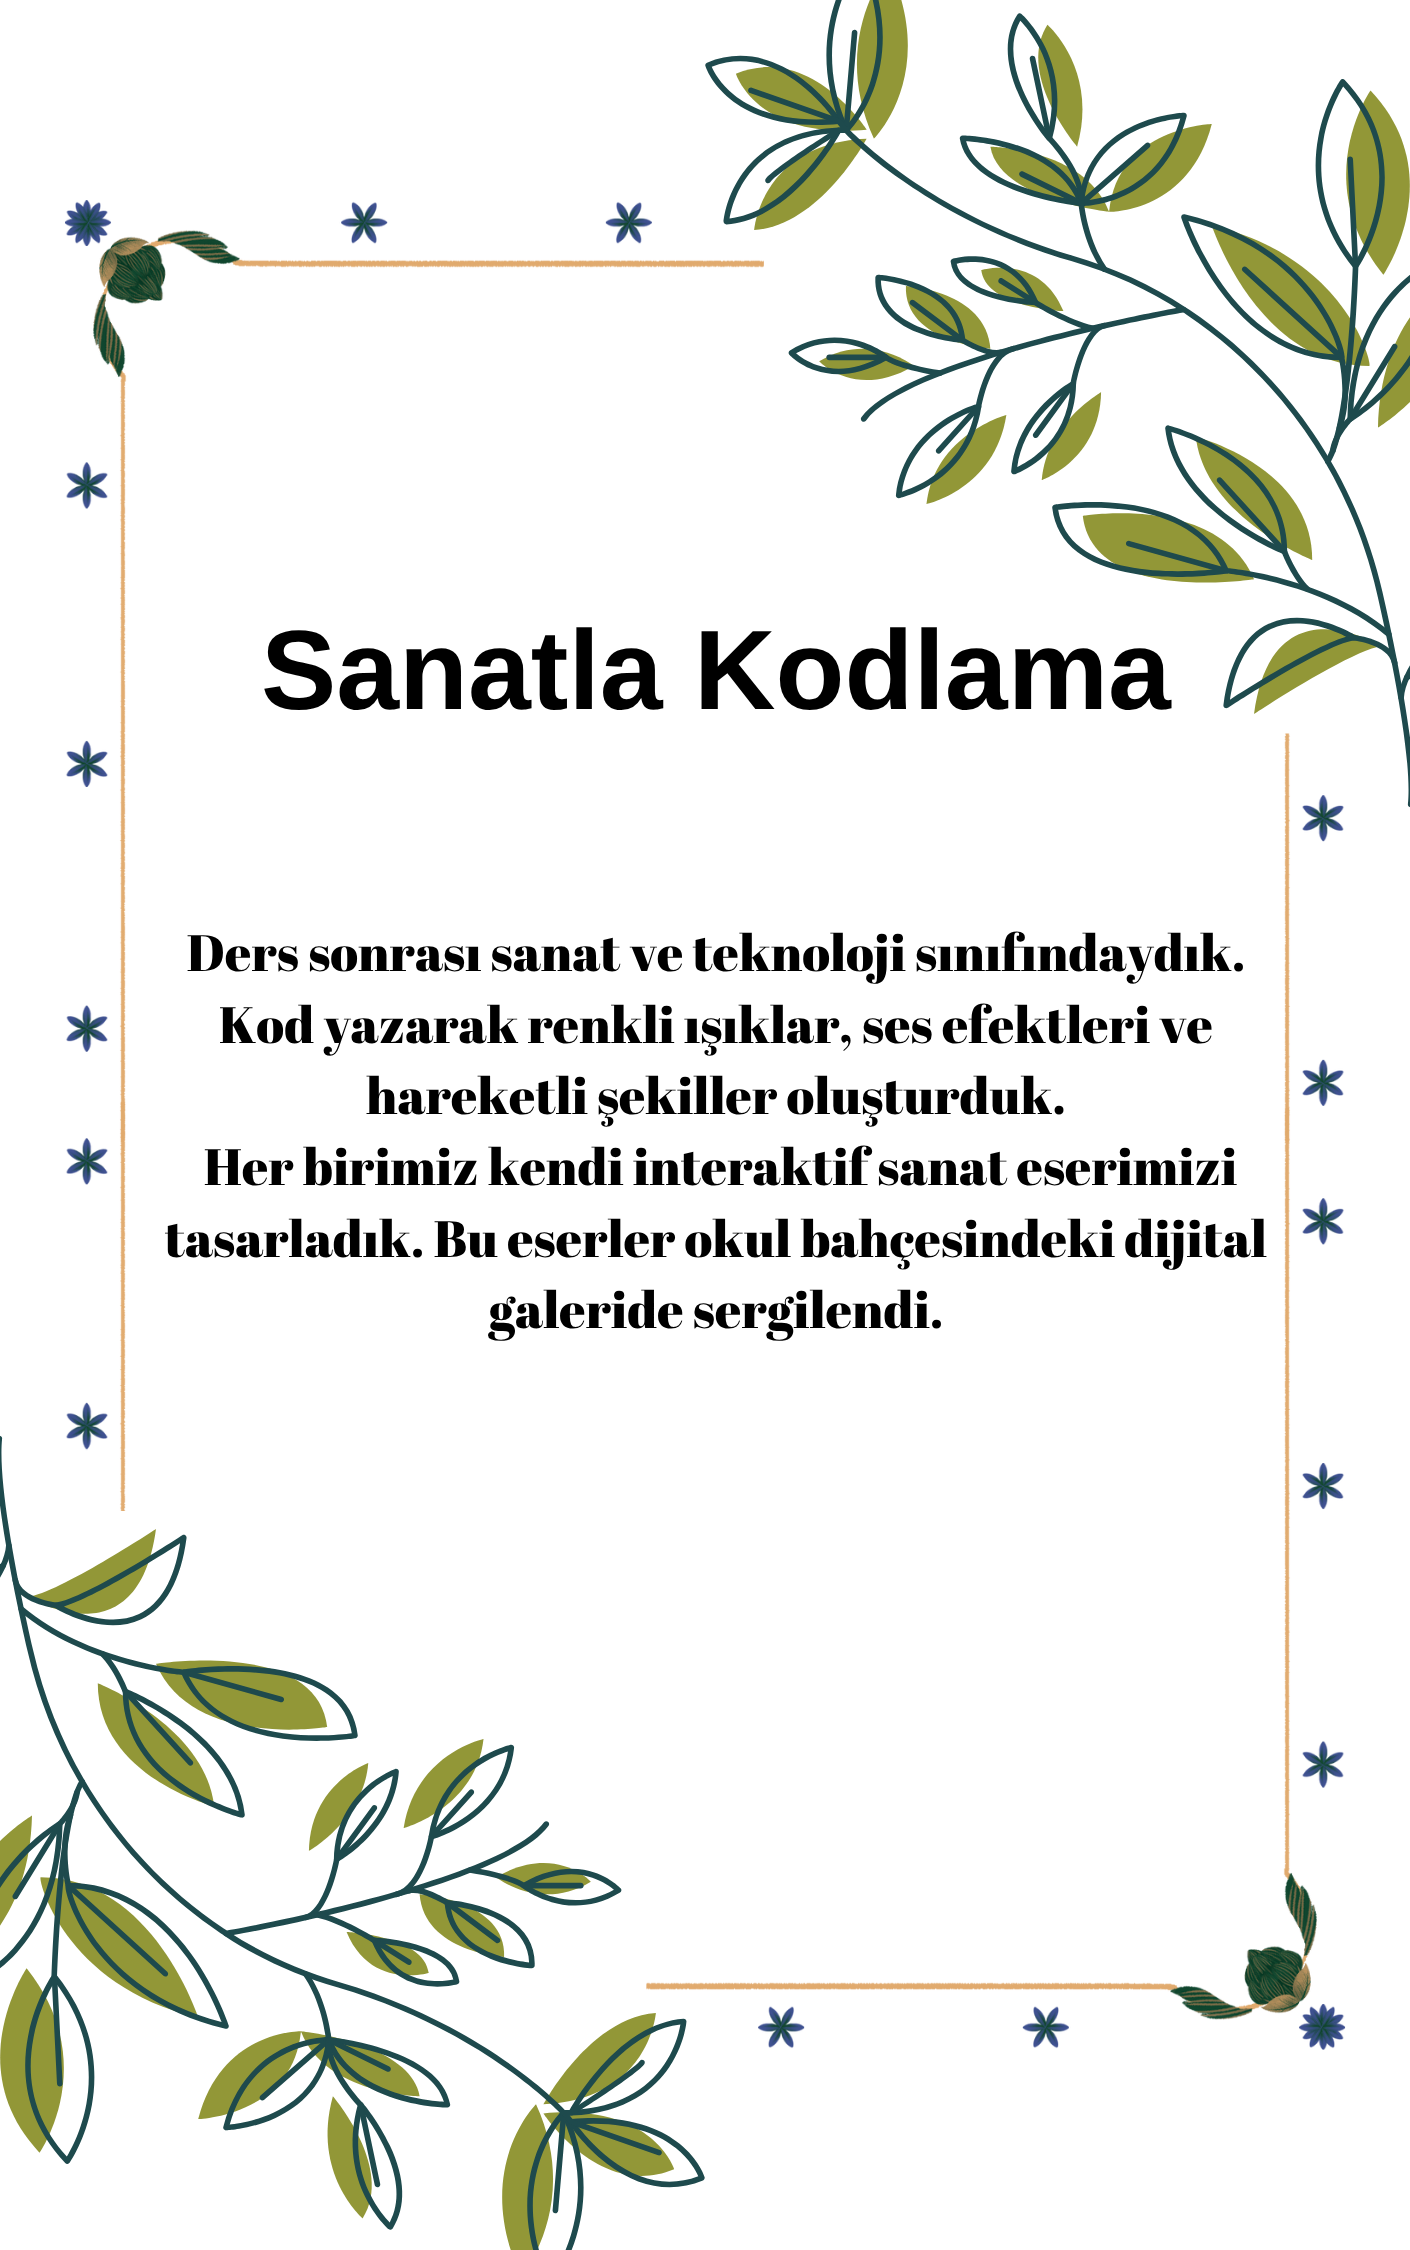 Sanatla Kodlama
Ders sonrası sanat ve teknoloji sınıfındaydık.
Kod yazarak renkli ışıklar, ses efektleri ve
hareketli şekiller oluşturduk.
Her birimiz kendi interaktif sanat eserimizi
tasarladık. Bu eserler okul bahçesindeki dijital
galeride sergilendi.